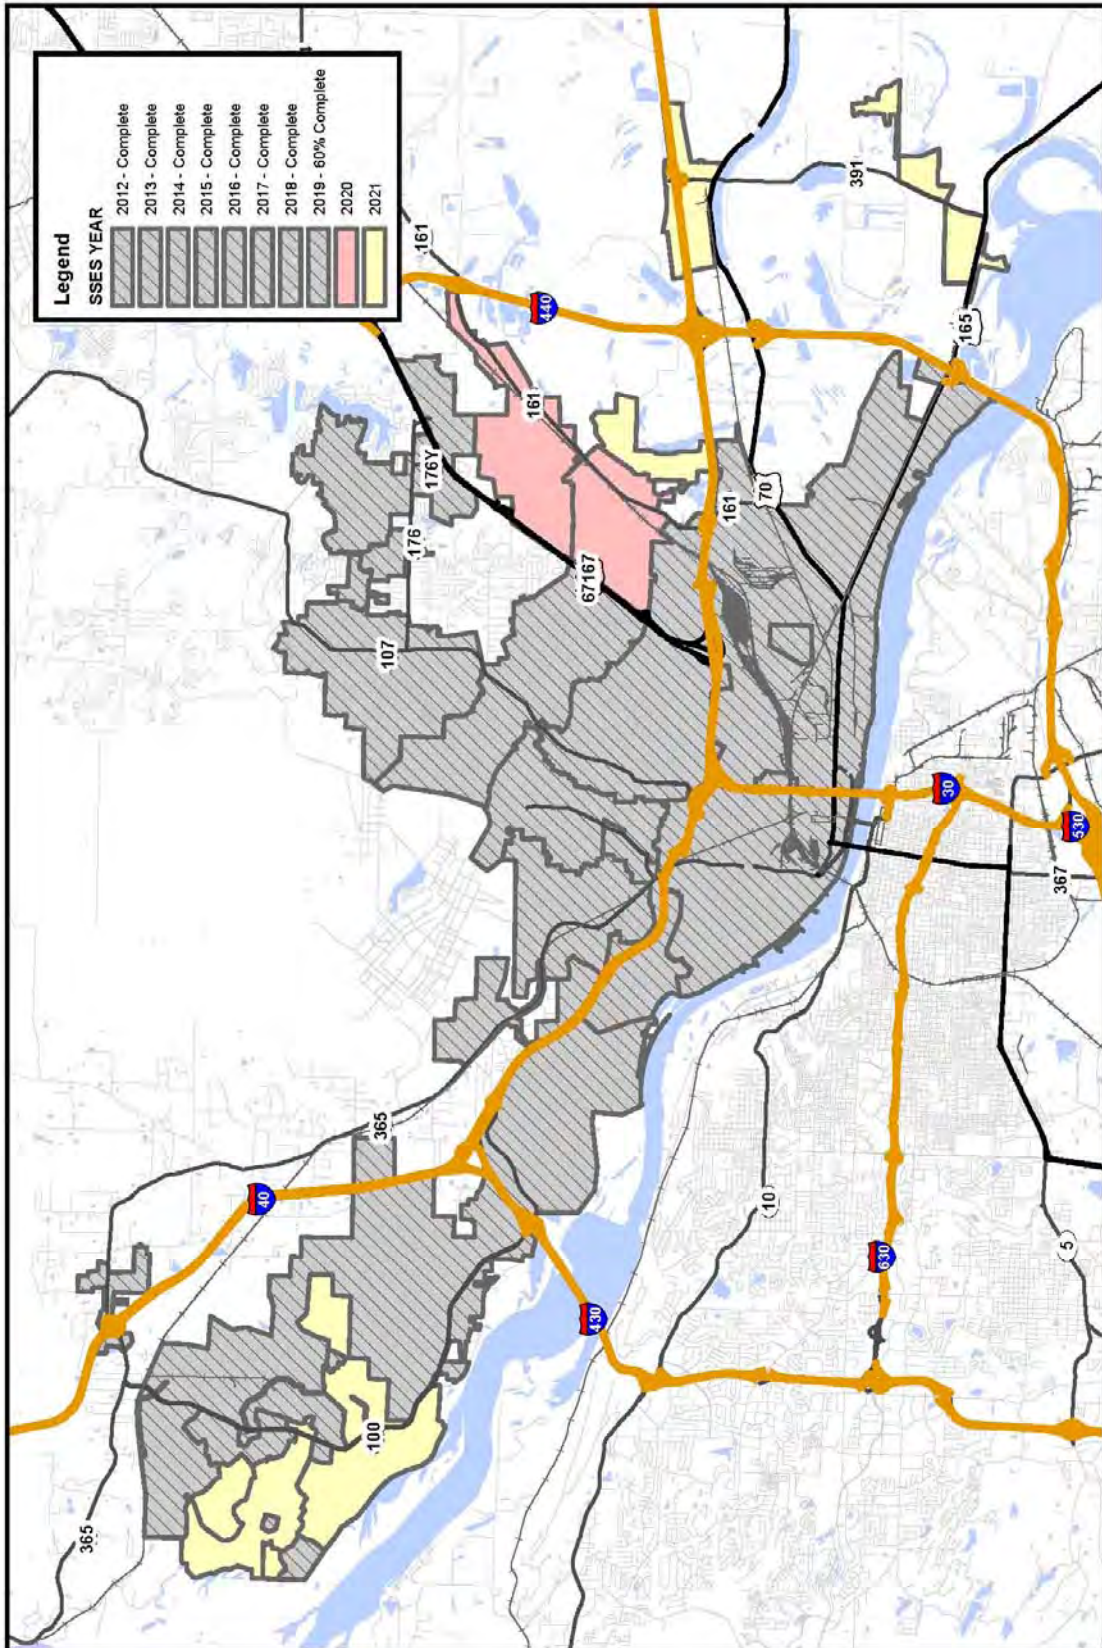 Legend
SSES YEAR
2012 - Complete
2013 - Complete
2014 - Complete
2015 - Complete
2016 - Complete
2017 - Complete
2018 - Complete
2019 - 60% Complete
2020
2021
365
40
365
100
430
10
630
5
107
176
176Y
67167
161
161
440
161
70
391
165
30
530
367